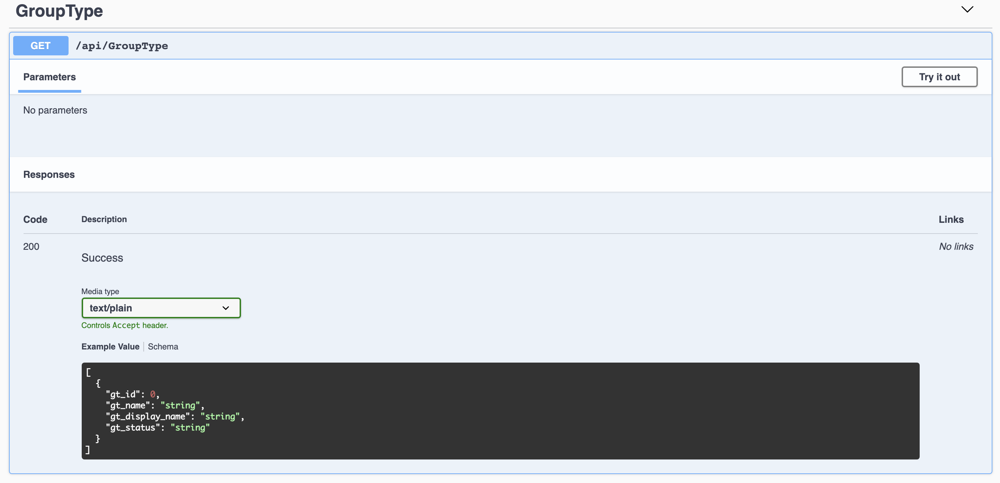 GroupType
GET /api/GroupType
Parameters Try it out
No parameters
Responses
Code Description Links
200 No links
Success
Media type
text/plain
Controls Accept header.
Example Value Schema
[
  {
    "gt_id": 0,
    "gt_name": "string",
    "gt_display_name": "string",
    "gt_status": "string"
  }
]